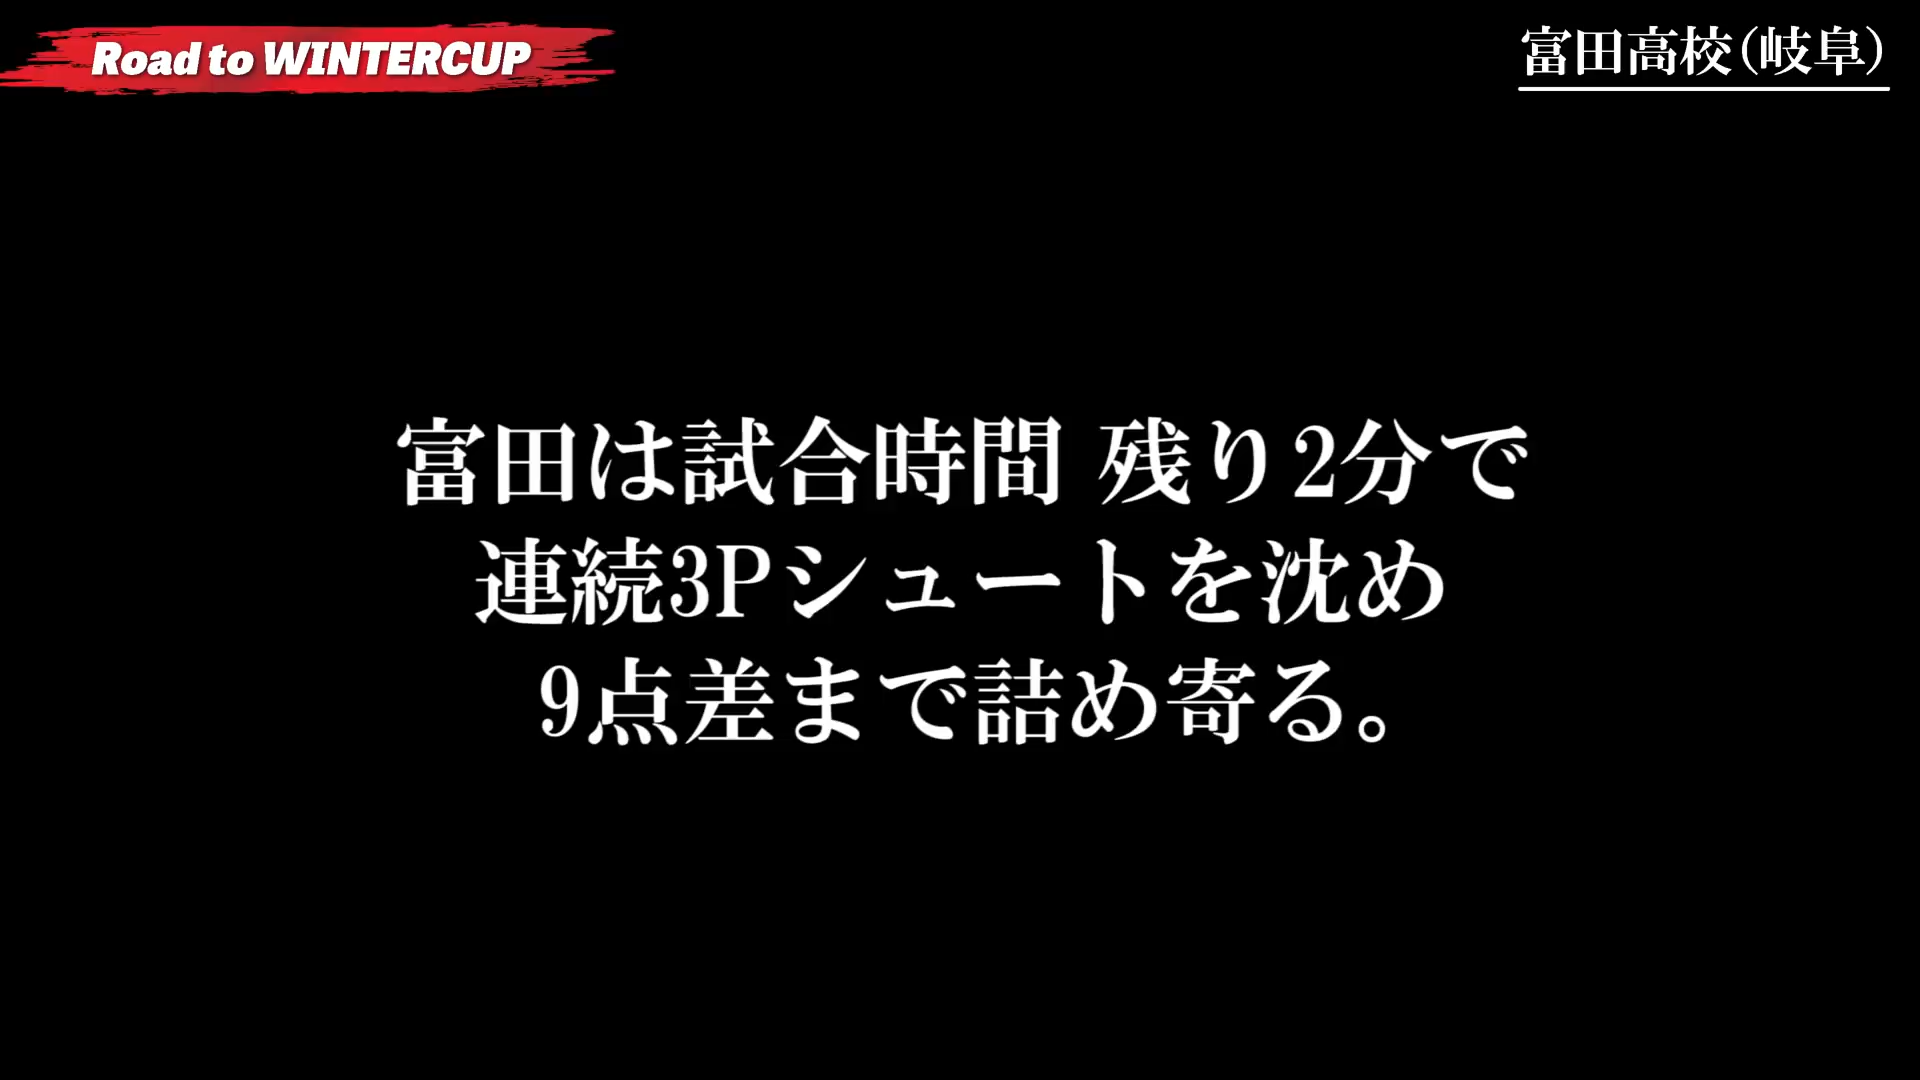 Road to WINTERCUP
富田高校（岐阜）
富田は試合時間 残り2分で
連続3Pシュートを沈め
9点差まで詰め寄る。